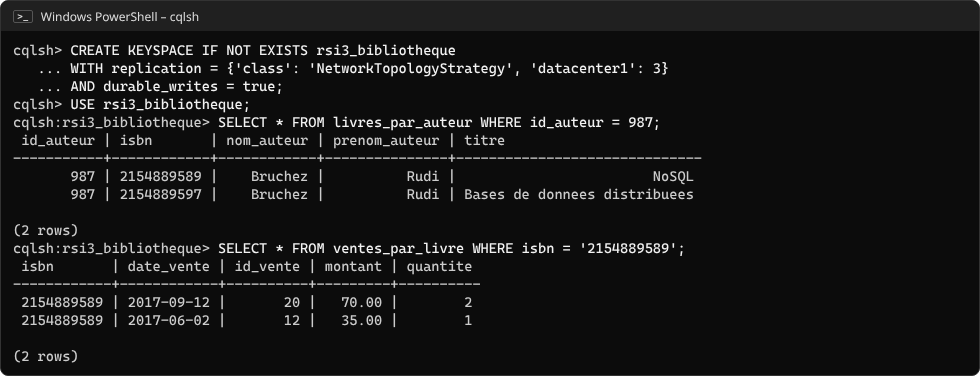 Windows PowerShell – cqlsh
cqlsh> CREATE KEYSPACE IF NOT EXISTS rsi3_bibliotheque
   ... WITH replication = {'class': 'NetworkTopologyStrategy', 'datacenter1': 3}
   ... AND durable_writes = true;
cqlsh> USE rsi3_bibliotheque;
cqlsh:rsi3_bibliotheque> SELECT * FROM livres_par_auteur WHERE id_auteur = 987;
 id_auteur | isbn       | nom_auteur | prenom_auteur | titre
-----------+------------+------------+---------------+------------------------------
       987 | 2154889589 |    Bruchez |          Rudi |                       NoSQL
       987 | 2154889597 |    Bruchez |          Rudi | Bases de donnees distribuees
(2 rows)
cqlsh:rsi3_bibliotheque> SELECT * FROM ventes_par_livre WHERE isbn = '2154889589';
 isbn       | date_vente | id_vente | montant | quantite
------------+------------+----------+---------+----------
 2154889589 | 2017-09-12 |       20 |   70.00 |        2
 2154889589 | 2017-06-02 |       12 |   35.00 |        1
(2 rows)